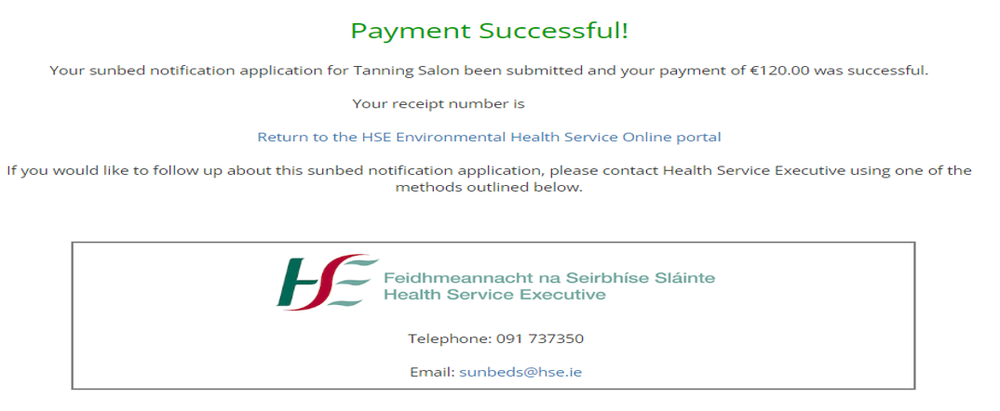 Payment Successful!
Your sunbed notification application for Tanning Salon been submitted and your payment of €120.00 was successful.
Your receipt number is
Return to the HSE Environmental Health Service Online portal
If you would like to follow up about this sunbed notification application, please contact Health Service Executive using one of the
methods outlined below.
HSE
Feidhmeannacht na Seirbhíse Sláinte
Health Service Executive
Telephone: 091 737350
Email: sunbeds@hse.ie